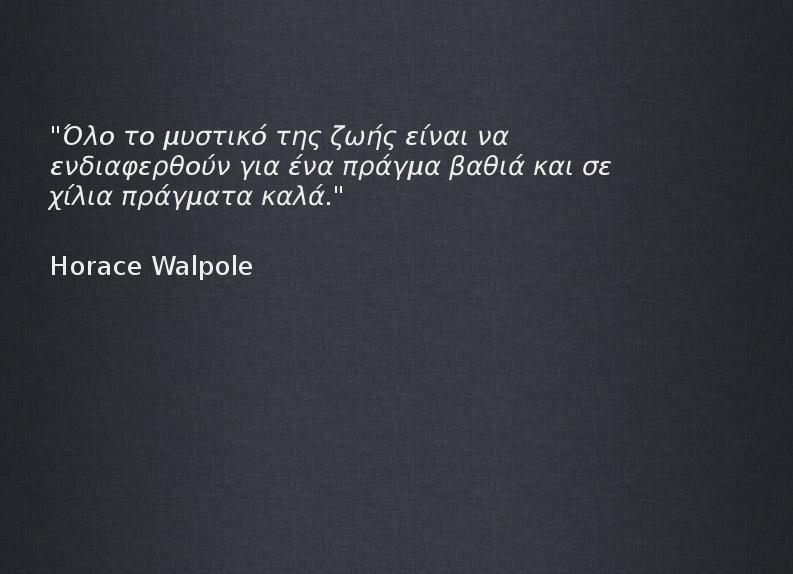 "Όλο το μυστικό της ζωής είναι να
ενδιαφερθούν για ένα πράγμα βαθιά και σε
χίλια πράγματα καλά."
Horace Walpole